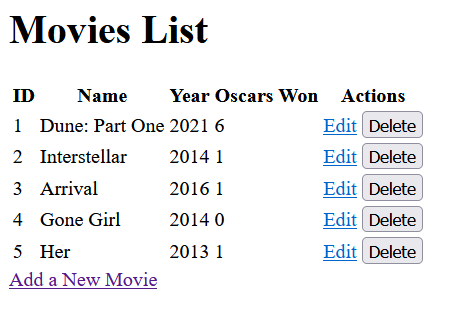 Movies List
ID Name Year Oscars Won Actions
1 Dune: Part One 2021 6 Edit Delete
2 Interstellar 2014 1 Edit Delete
3 Arrival 2016 1 Edit Delete
4 Gone Girl 2014 0 Edit Delete
5 Her 2013 1 Edit Delete
Add a New Movie